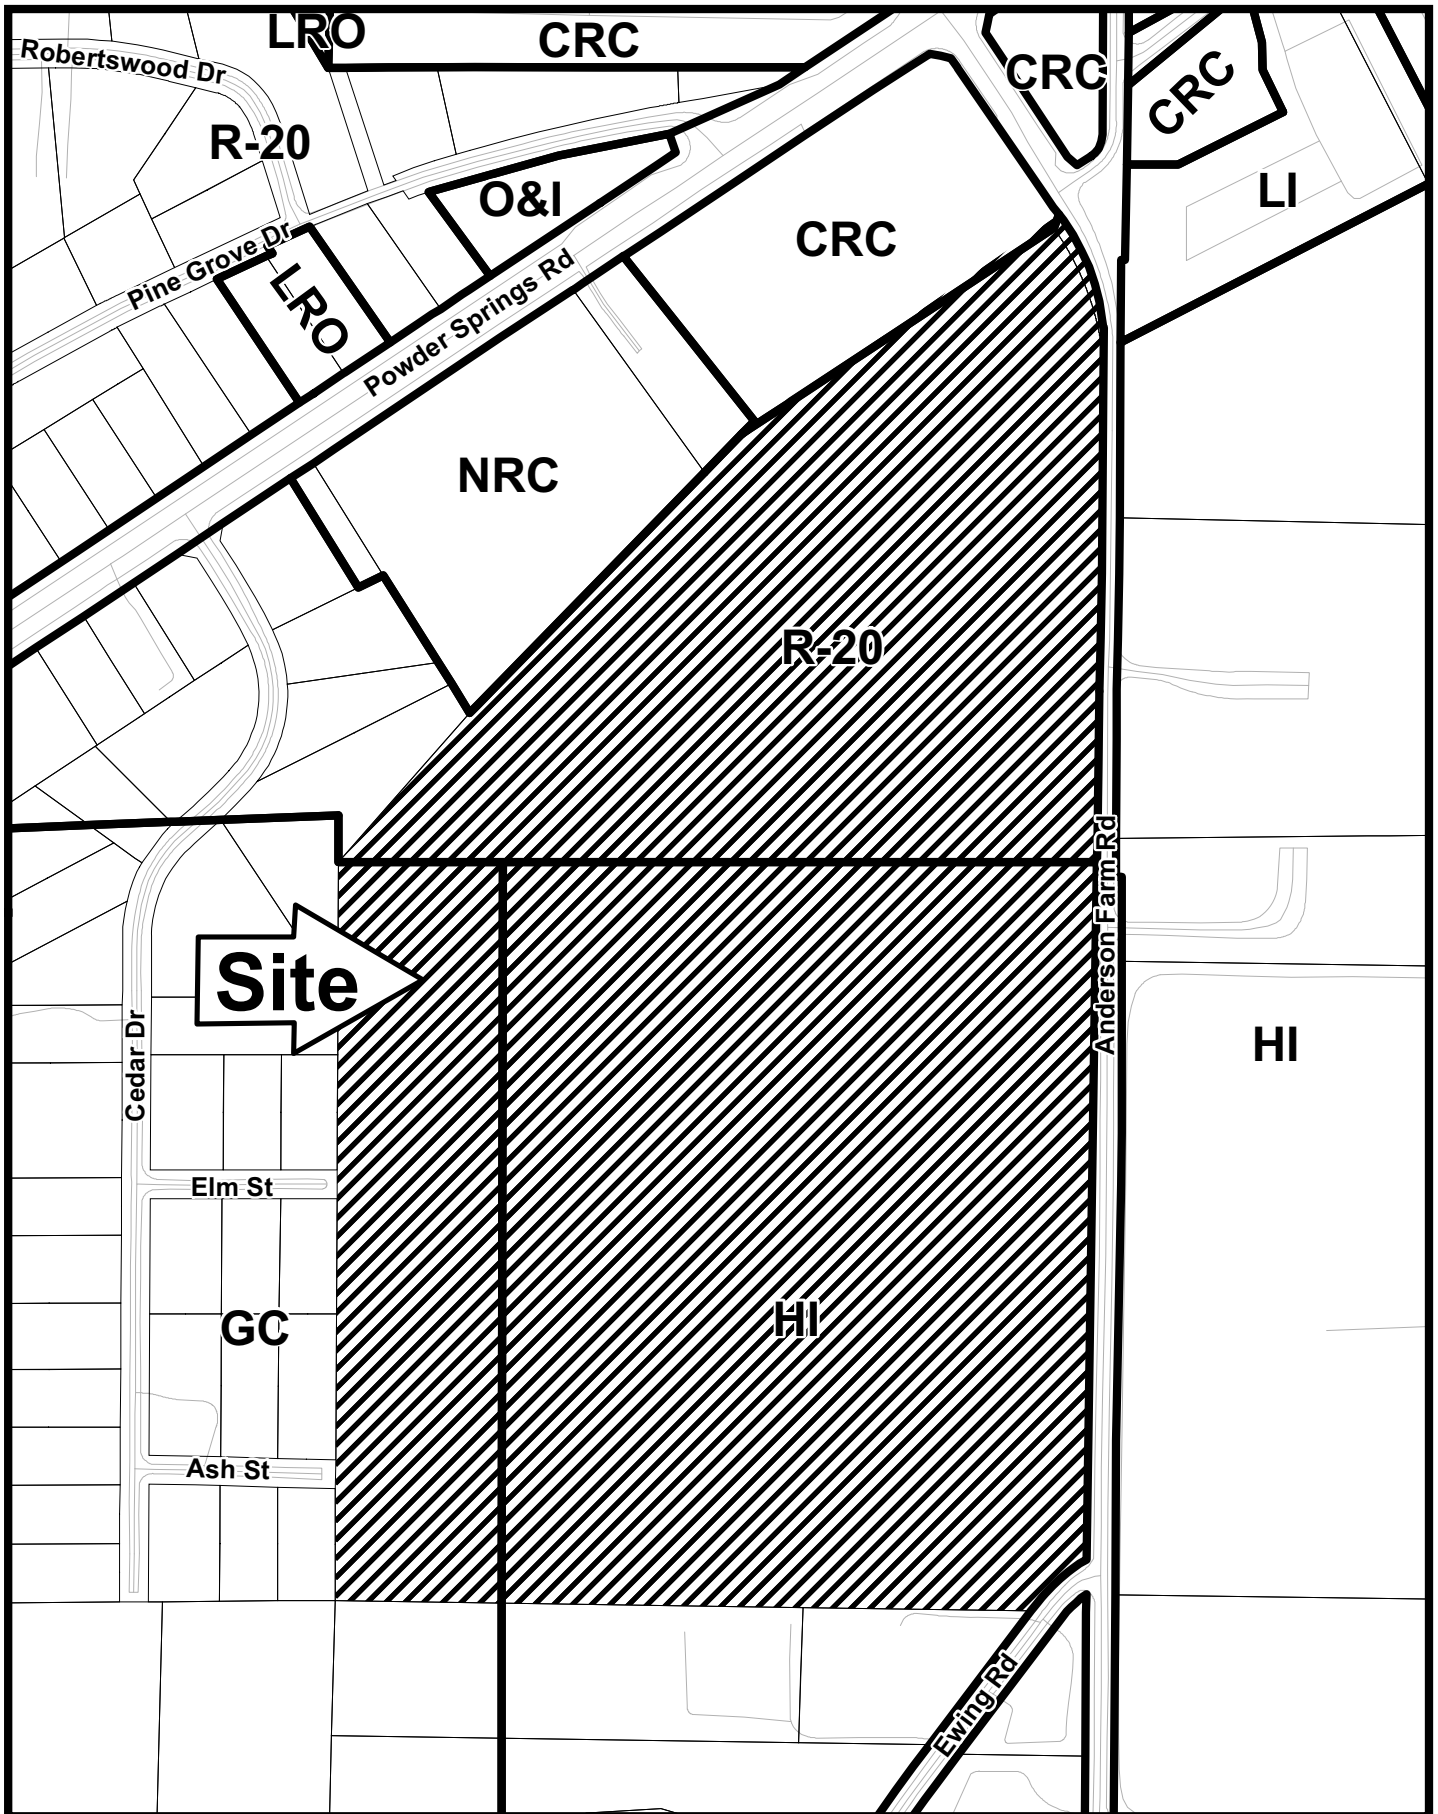 LRO
CRC
Robertswood Dr
CRC
CRC
R-20
O&I
LI
CRC
Pine Grove Dr
LRO
Powder Springs Rd
NRC
R-20
Anderson Farm Rd
Site
Cedar Dr
HI
Elm St
GC
HI
Ash St
Ewing Rd